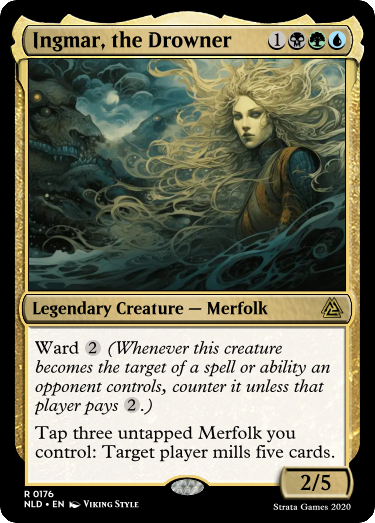 Ingmar, the Drowner 1
Legendary Creature — Merfolk
Ward 2 (Whenever this creature
becomes the target of a spell or ability an
opponent controls, counter it unless that
player pays 2.)
Tap three untapped Merfolk you
control: Target player mills five cards.
2/5
R 0176
NLD • EN Viking Style
Strata Games 2020